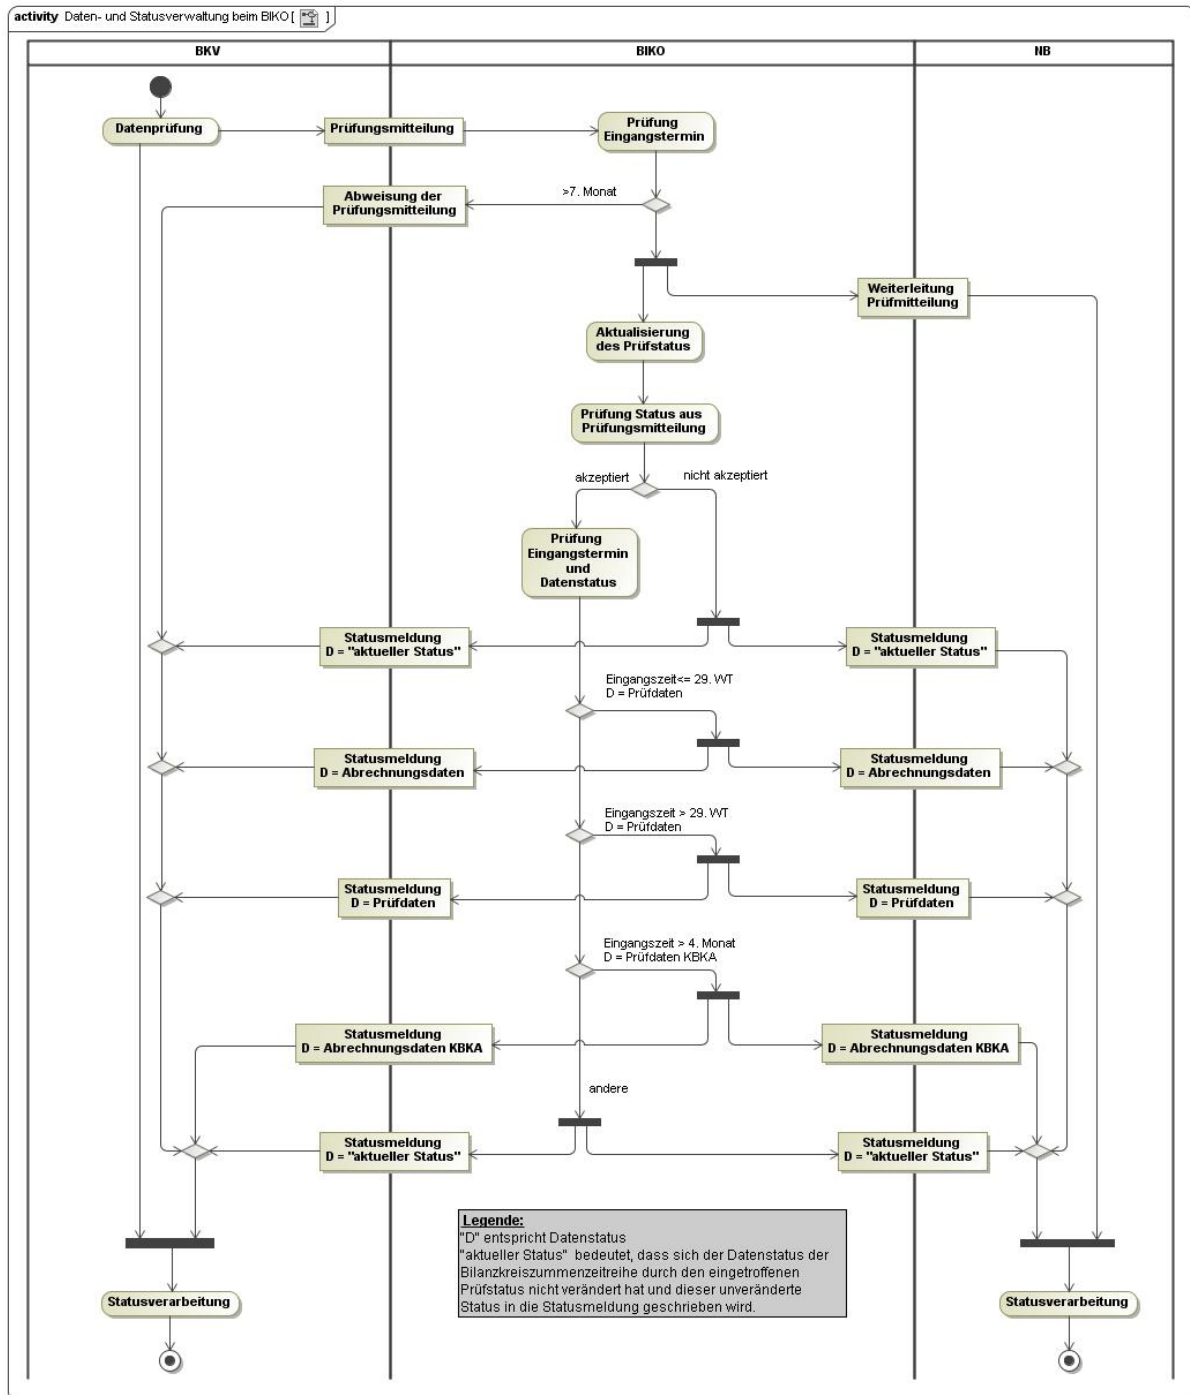 activity Daten- und Statusverwaltung beim BIKO [ ]
BKV
BIKO
NB
Datenprüfung
Prüfungsmitteilung
Prüfung
Eingangstermin
>7. Monat
Abweisung der
Prüfungsmitteilung
Weiterleitung
Prüfmitteilung
Aktualisierung
des Prüfstatus
Prüfung Status aus
Prüfungsmitteilung
akzeptiert
nicht akzeptiert
Prüfung
Eingangstermin
und
Datenstatus
Statusmeldung
D = "aktueller Status"
Statusmeldung
D = "aktueller Status"
Eingangszeit<= 29. WT
D = Prüfdaten
Statusmeldung
D = Abrechnungsdaten
Statusmeldung
D = Abrechnungsdaten
Eingangszeit > 29. WT
D = Prüfdaten
Statusmeldung
D = Prüfdaten
Statusmeldung
D = Prüfdaten
Eingangszeit > 4. Monat
D = Prüfdaten KBKA
Statusmeldung
D = Abrechnungsdaten KBKA
Statusmeldung
D = Abrechnungsdaten KBKA
andere
Statusmeldung
D = "aktueller Status"
Statusmeldung
D = "aktueller Status"
Legende:
"D" entspricht Datenstatus
"aktueller Status" bedeutet, dass sich der Datenstatus der
Bilanzkreiszummenzeitreihe durch den eingetroffenen
Prüfstatus nicht verändert hat und dieser unveränderte
Status in die Statusmeldung geschrieben wird.
Statusverarbeitung
Statusverarbeitung